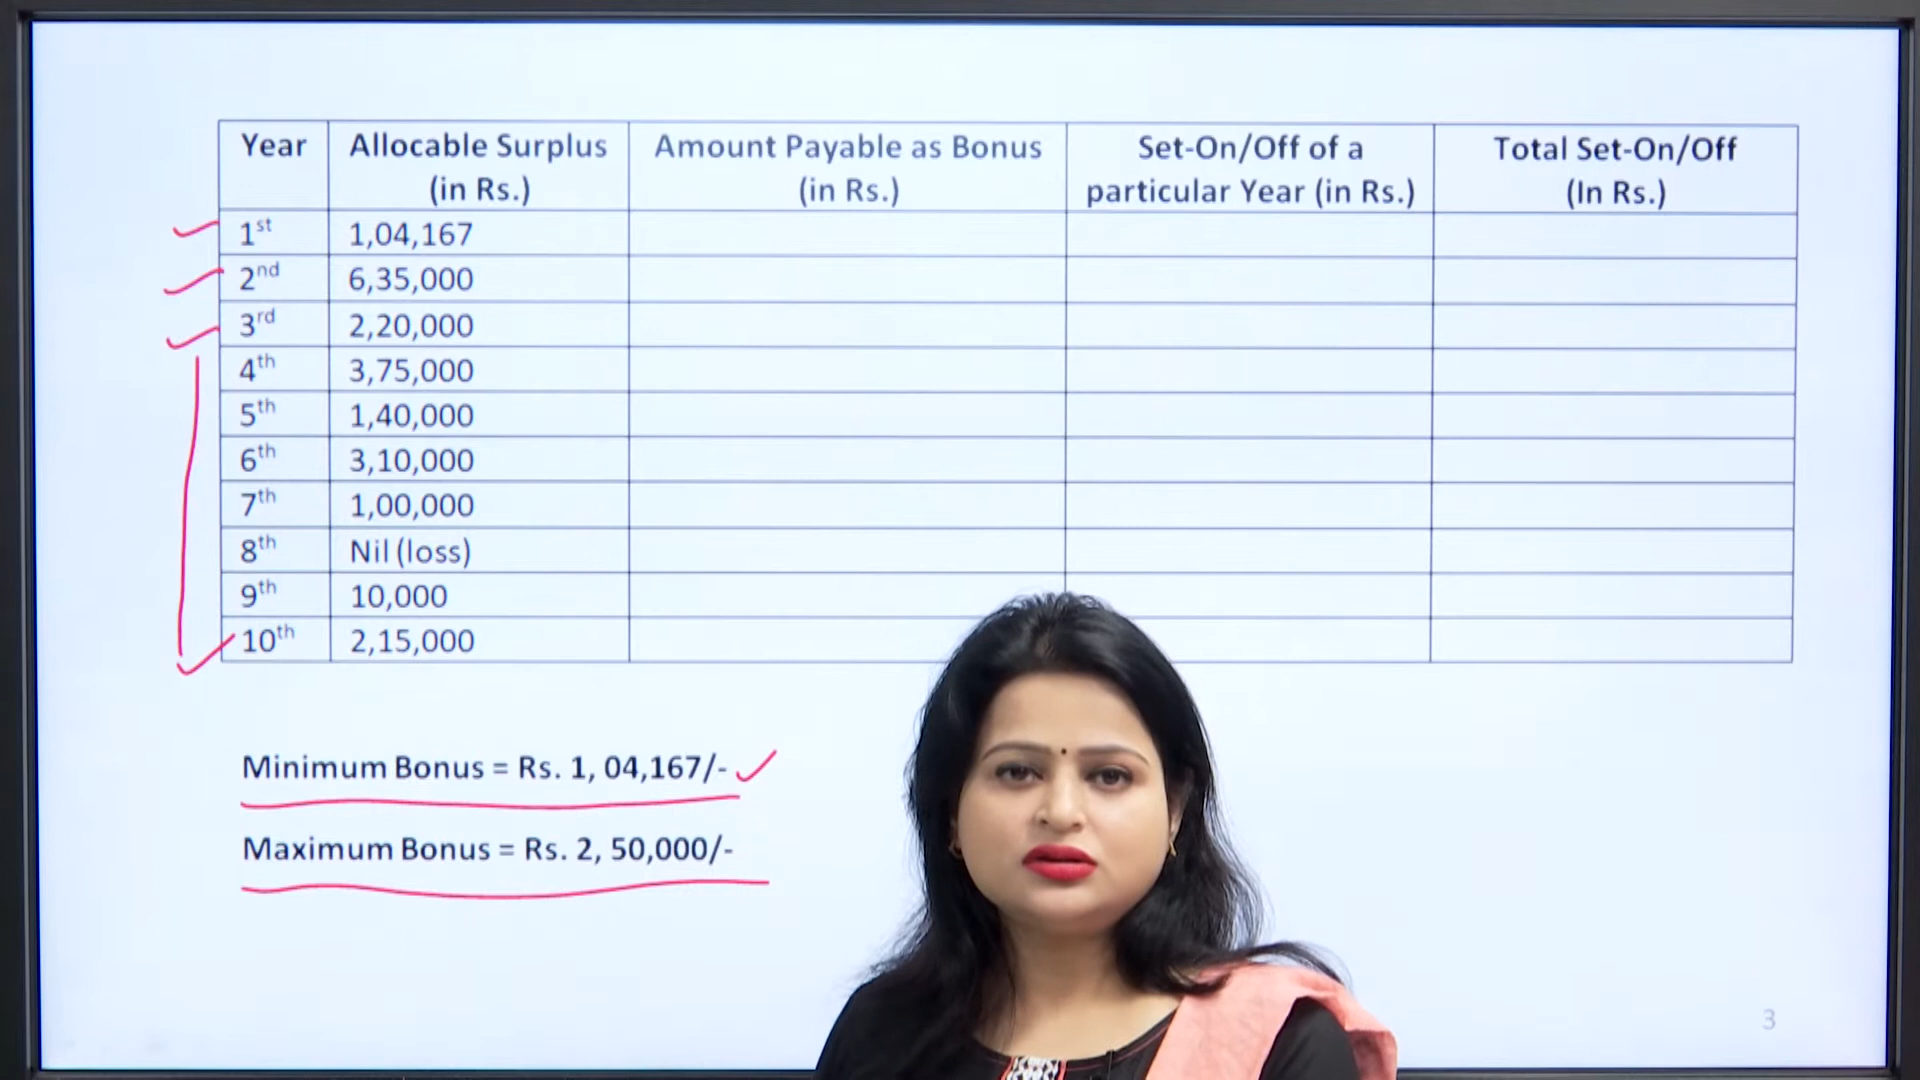 Year Allocable Surplus (in Rs.) Amount Payable as Bonus (in Rs.) Set-On/Off of a particular Year (in Rs.) Total Set-On/Off (In Rs.)
1st 1,04,167
2nd 6,35,000
3rd 2,20,000
4th 3,75,000
5th 1,40,000
6th 3,10,000
7th 1,00,000
8th Nil (loss)
9th 10,000
10th 2,15,000
Minimum Bonus = Rs. 1, 04,167/-
Maximum Bonus = Rs. 2, 50,000/-
3